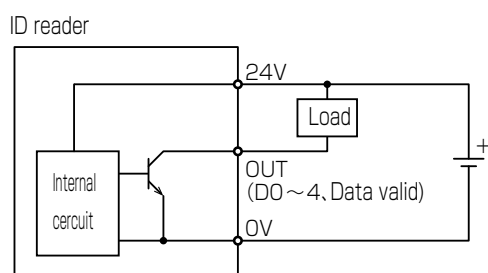 ID reader
24V
Load
+
OUT
(D0～4、Data valid)
Internal
cercuit
0V